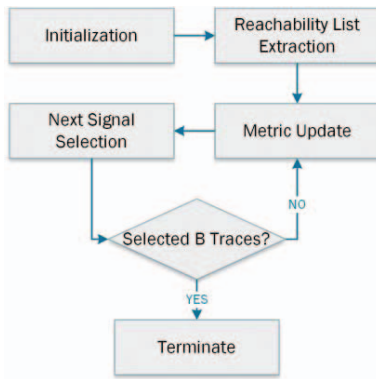 Initialization
Reachability List
Extraction
Next Signal
Selection
Metric Update
Selected B Traces?
NO
YES
Terminate